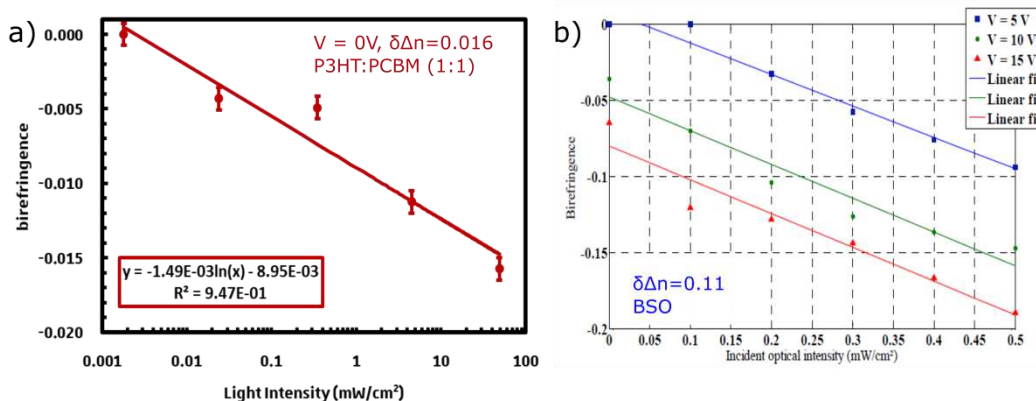 a)
V = 0V, δΔn=0.016
P3HT:PCBM (1:1)
birefringence
0.000
-0.005
-0.010
-0.015
-0.020
y = -1.49E-03ln(x) - 8.95E-03
R² = 9.47E-01
0.001 0.01 0.1 1 10 100
Light Intensity (mW/cm²)
b)
V = 5 V
V = 10 V
V = 15 V
Linear fi
Linear fi
Linear fi
Birefringence
0
-0.05
-0.1
-0.15
-0.2
δΔn=0.11
BSO
0 0.05 0.1 0.15 0.2 0.25 0.3 0.35 0.4 0.45 0.5
Incident optical intensity (mW/cm²)